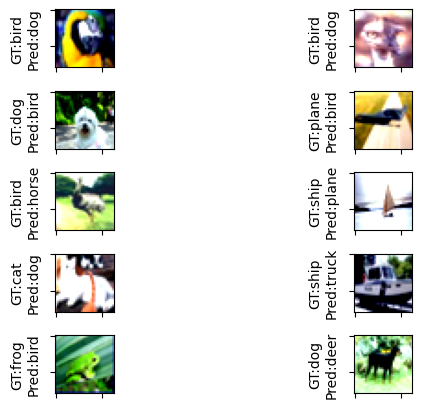 GT:bird
Pred:dog
GT:bird
Pred:dog
GT:dog
Pred:bird
GT:plane
Pred:bird
GT:bird
Pred:horse
GT:ship
Pred:plane
GT:cat
Pred:dog
GT:ship
Pred:truck
GT:frog
Pred:bird
GT:dog
Pred:deer